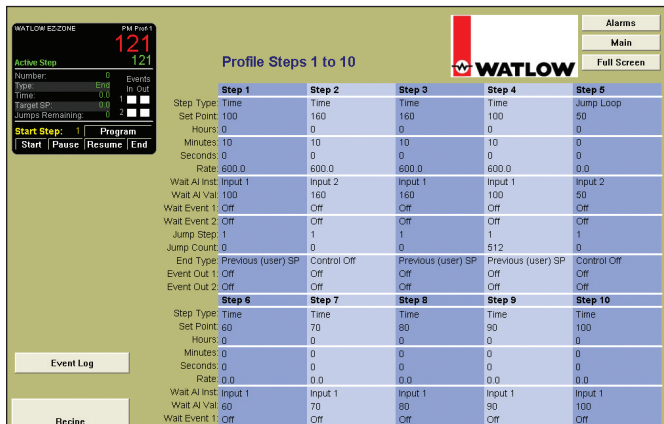 WATLOW EZ-ZONE PM Profi1
121
Active Step 121
Number: 0 Events
Type: End In Out
Time: 0.0 1
Target SP: 0.0
Jumps Remaining: 0 2
Start Step: 1 Program
Start Pause Resume End
Profile Steps 1 to 10
WATLOW
Alarms
Main
Full Screen
Step 1 Step 2 Step 3 Step 4 Step 5
Step Type: Time Time Time Time Jump Loop
Set Point: 100 160 160 100 50
Hours: 0 0 0 0 0
Minutes: 10 10 10 10 0
Seconds: 0 0 0 0 0
Rate: 600.0 600.0 600.0 600.0 0.0
Wait AI Inst: Input 1 Input 2 Input 1 Input 1 Input 2
Wait AI Val: 100 160 160 100 50
Wait Event 1: Off Off Off Off Off
Wait Event 2: Off Off Off Off Off
Jump Step: 1 1 1 1 1
Jump Count: 0 0 0 512 0
End Type: Previous (user) SP Control Off Previous (user) SP Previous (user) SP Control Off
Event Out 1: Off Off Off Off Off
Event Out 2: Off Off Off Off Off
Step 6 Step 7 Step 8 Step 9 Step 10
Step Type: Time Time Time Time Time
Set Point: 60 70 80 90 100
Hours: 0 0 0 0 0
Minutes: 0 0 0 0 0
Seconds: 0 0 0 0 0
Rate: 0.0 0.0 0.0 0.0 0.0
Wait AI Inst: Input 1 Input 1 Input 1 Input 1 Input 1
Wait AI Val: 60 70 80 90 100
Wait Event 1: Off Off Off Off Off
Event Log
Recipe